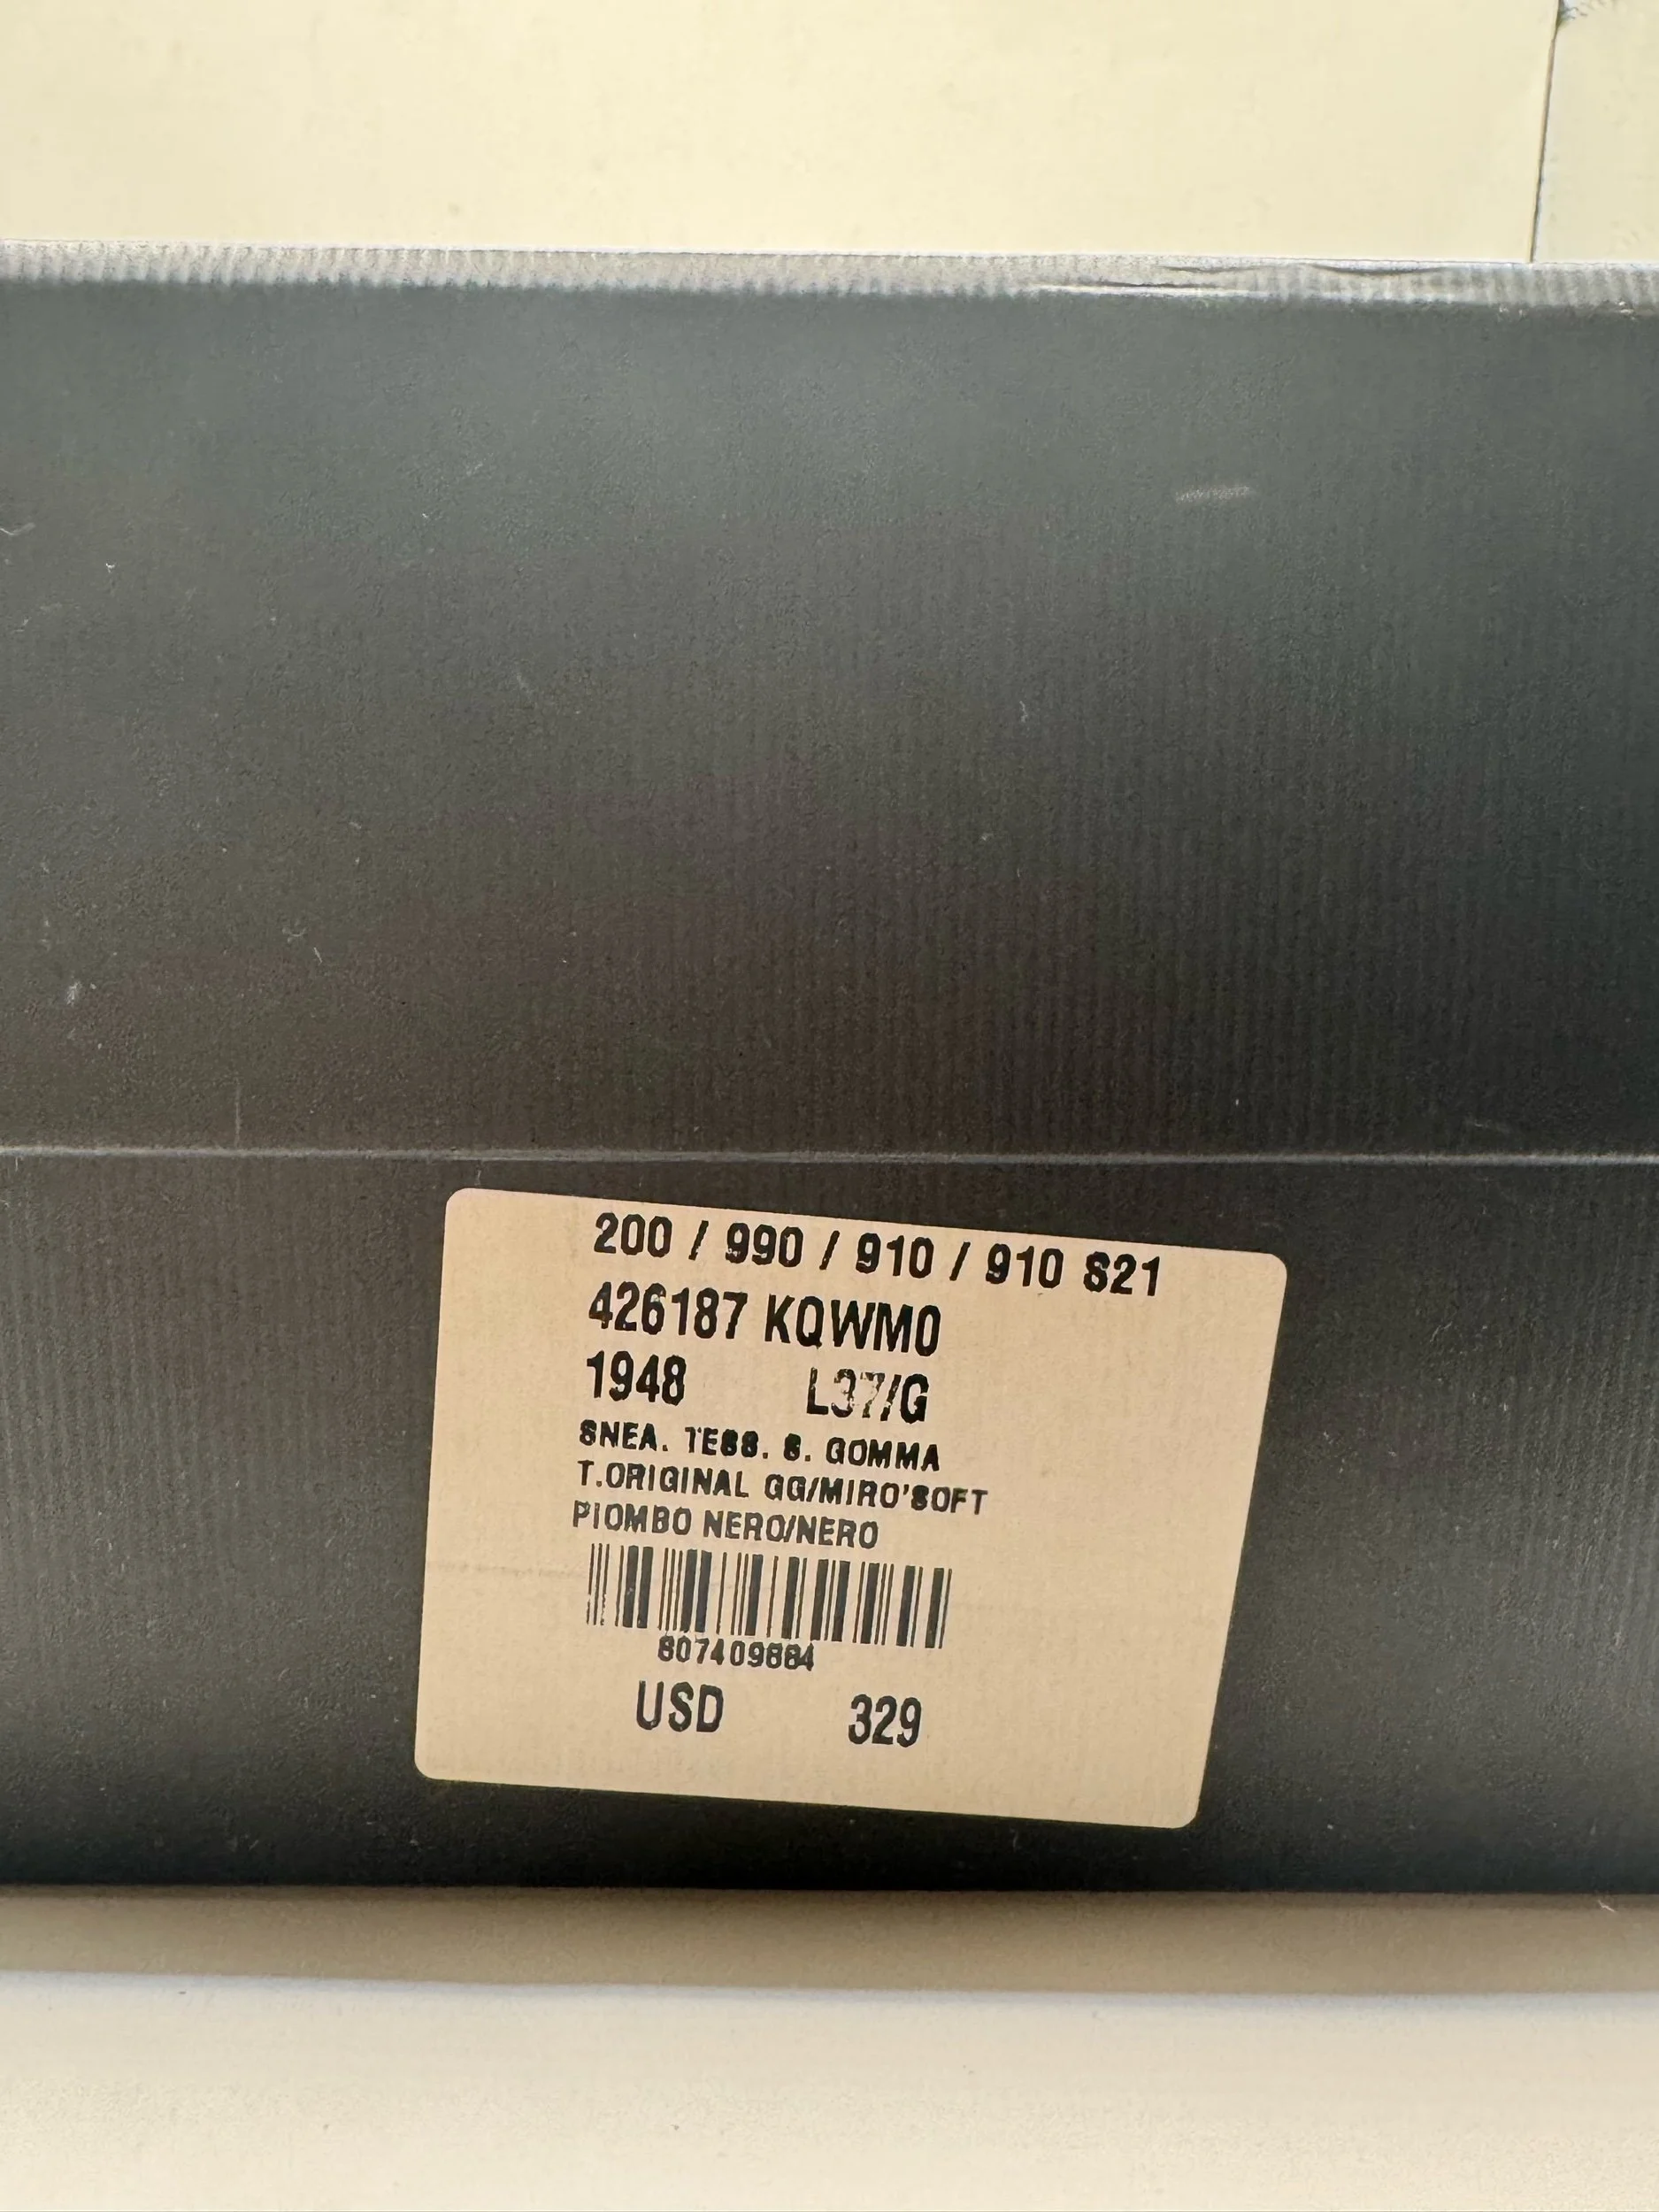 200 / 990 / 910 / 910 S21
426187 KQWM0
1948 L37/G
SNEA. TESS. S. GOMMA
T.ORIGINAL GG/MIRO'SOFT
PIOMBO NERO/NERO
807409884
USD 329